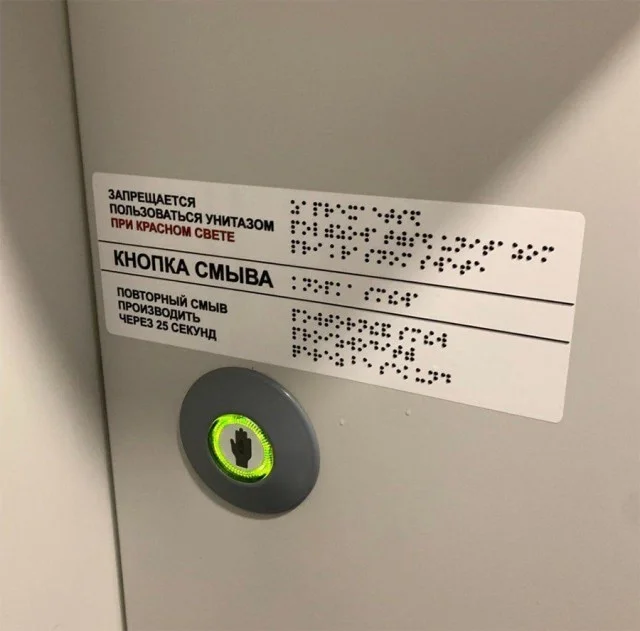 ЗАПРЕЩАЕТСЯ
ПОЛЬЗОВАТЬСЯ УНИТАЗОМ
ПРИ КРАСНОМ СВЕТЕ
КНОПКА СМЫВА
ПОВТОРНЫЙ СМЫВ
ПРОИЗВОДИТЬ
ЧЕРЕЗ 25 СЕКУНД